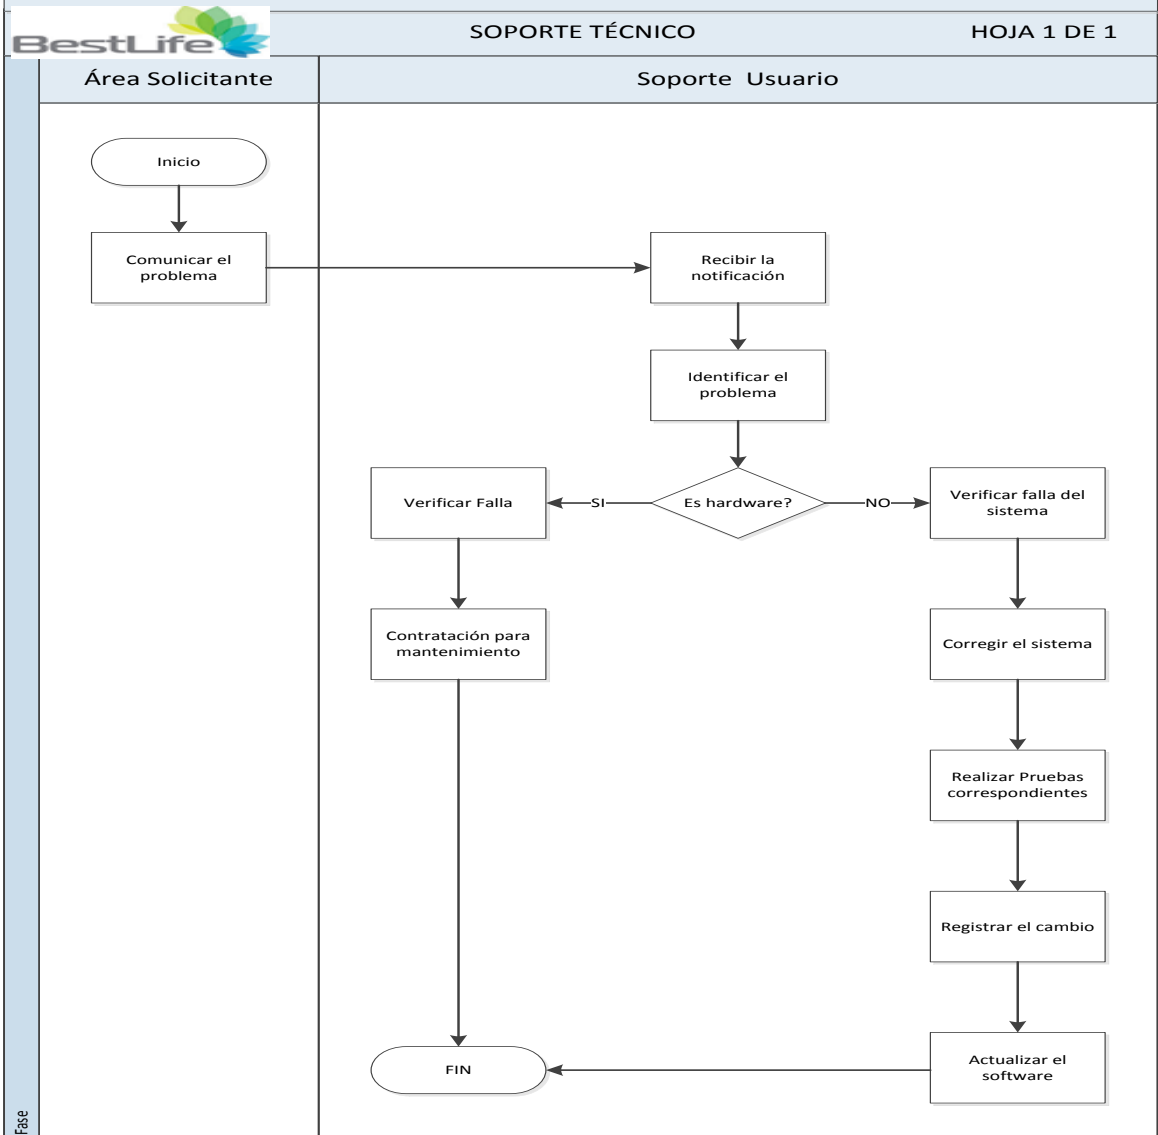 BestLife
SOPORTE TÉCNICO
HOJA 1 DE 1
Área Solicitante
Soporte Usuario
Inicio
Comunicar el
problema
Recibir la
notificación
Identificar el
problema
Es hardware?
SI
NO
Verificar Falla
Verificar falla del
sistema
Contratación para
mantenimiento
Corregir el sistema
Realizar Pruebas
correspondientes
Registrar el cambio
Actualizar el
software
FIN
Fase